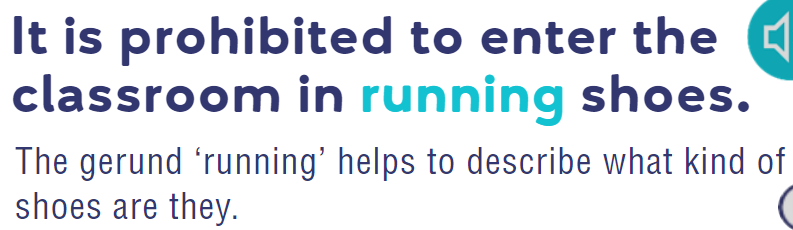 It is prohibited to enter the
classroom in running shoes.
The gerund ‘running’ helps to describe what kind of
shoes are they.